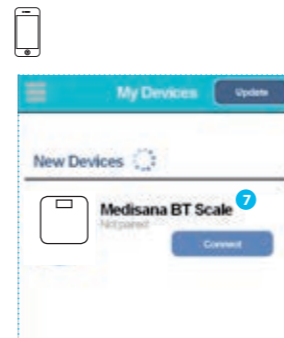 My Devices Update
New Devices
Medisana BT Scale 7
Not paired
Connect